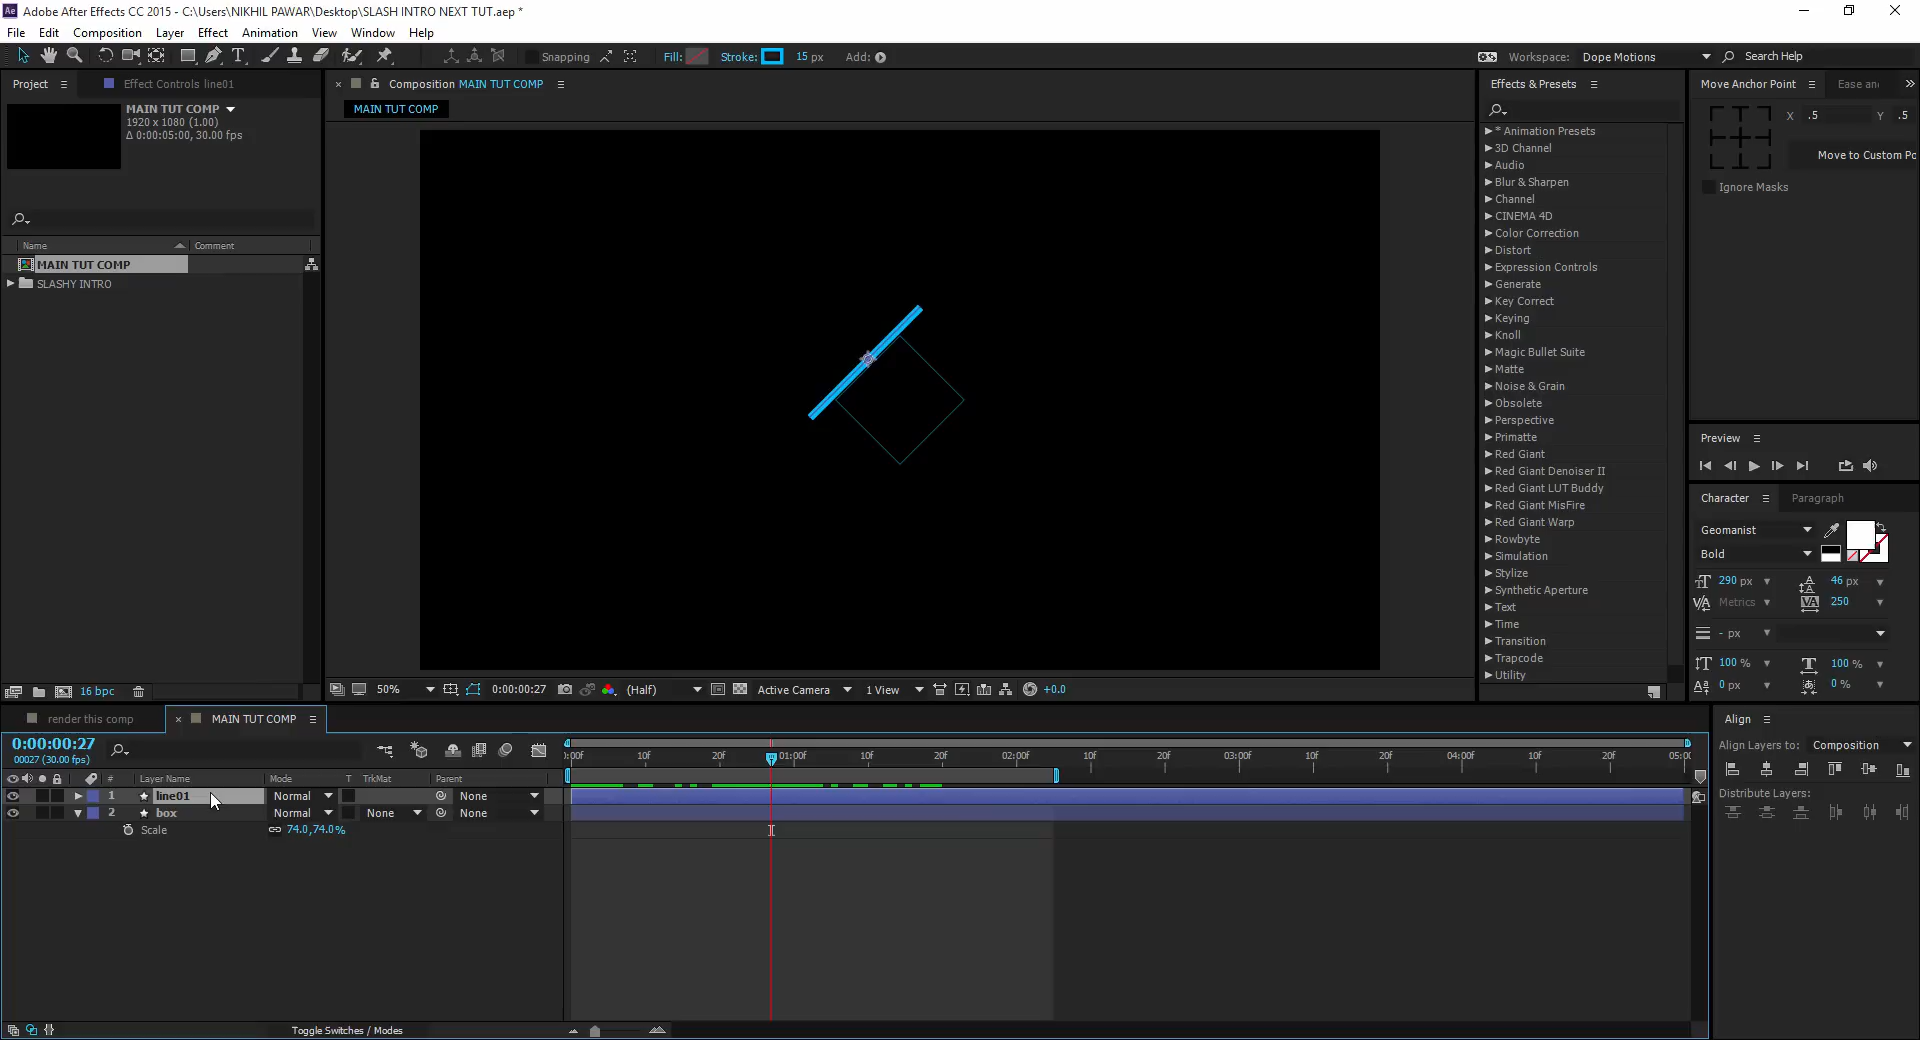 Adobe After Effects CC 2015 - C:\Users\NIKHIL PAWAR\Desktop\SLASH INTRO NEXT TUT.aep *
File Edit Composition Layer Effect Animation View Window Help
Snapping Fill: Stroke: 15 px Add: Workspace: Dope Motions Search Help
Project Effect Controls line01
MAIN TUT COMP
1920 x 1080 (1.00)
Δ 0:00:05:00, 30.00 fps
Name Comment
MAIN TUT COMP
SLASHY INTRO
16 bpc
Composition MAIN TUT COMP
MAIN TUT COMP
50% 0:00:00:27 (Half) Active Camera 1 View +0.0
Effects & Presets
* Animation Presets
3D Channel
Audio
Blur & Sharpen
Channel
CINEMA 4D
Color Correction
Distort
Expression Controls
Generate
Key Correct
Keying
Knoll
Magic Bullet Suite
Matte
Noise & Grain
Obsolete
Perspective
Primatte
Red Giant
Red Giant Denoiser II
Red Giant LUT Buddy
Red Giant MisFire
Red Giant Warp
Rowbyte
Simulation
Stylize
Synthetic Aperture
Text
Time
Transition
Trapcode
Utility
Move Anchor Point Ease an
X .5 Y .5
Move to Custom Po
Ignore Masks
Preview
Character Paragraph
Geomanist
Bold
290 px 46 px
Metrics 250
- px
100 % 100 %
0 px 0 %
render this comp MAIN TUT COMP
0:00:00:27
00027 (30.00 fps)
# Layer Name Mode T TrkMat Parent
1 line01 Normal None
2 box Normal None None
Scale 74.0,74.0%
Toggle Switches / Modes
):00f 10f 20f 01:00f 10f 20f 02:00f 10f 20f 03:00f 10f 20f 04:00f 10f 20f 05:0(
Align
Align Layers to: Composition
Distribute Layers: